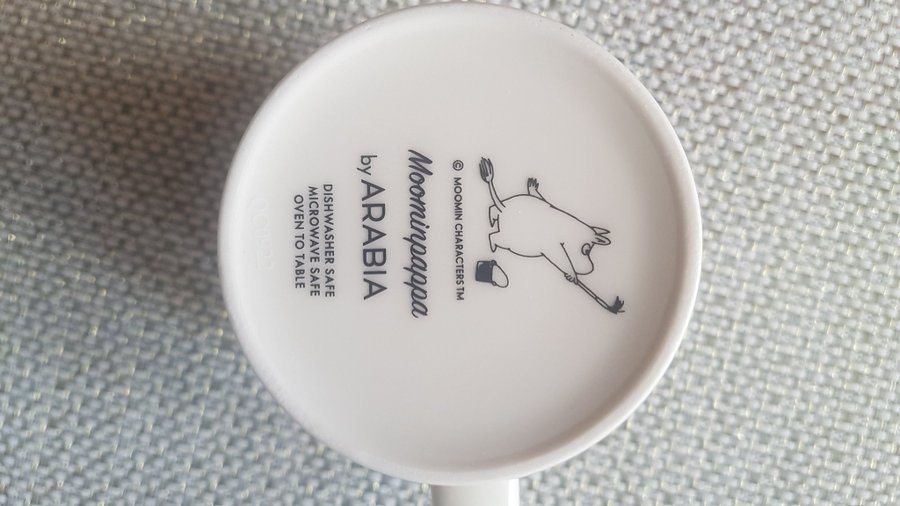 © MOOMIN CHARACTERS™
Moominpappa
by ARABIA
DISHWASHER SAFE
MICROWAVE SAFE
OVEN TO TABLE